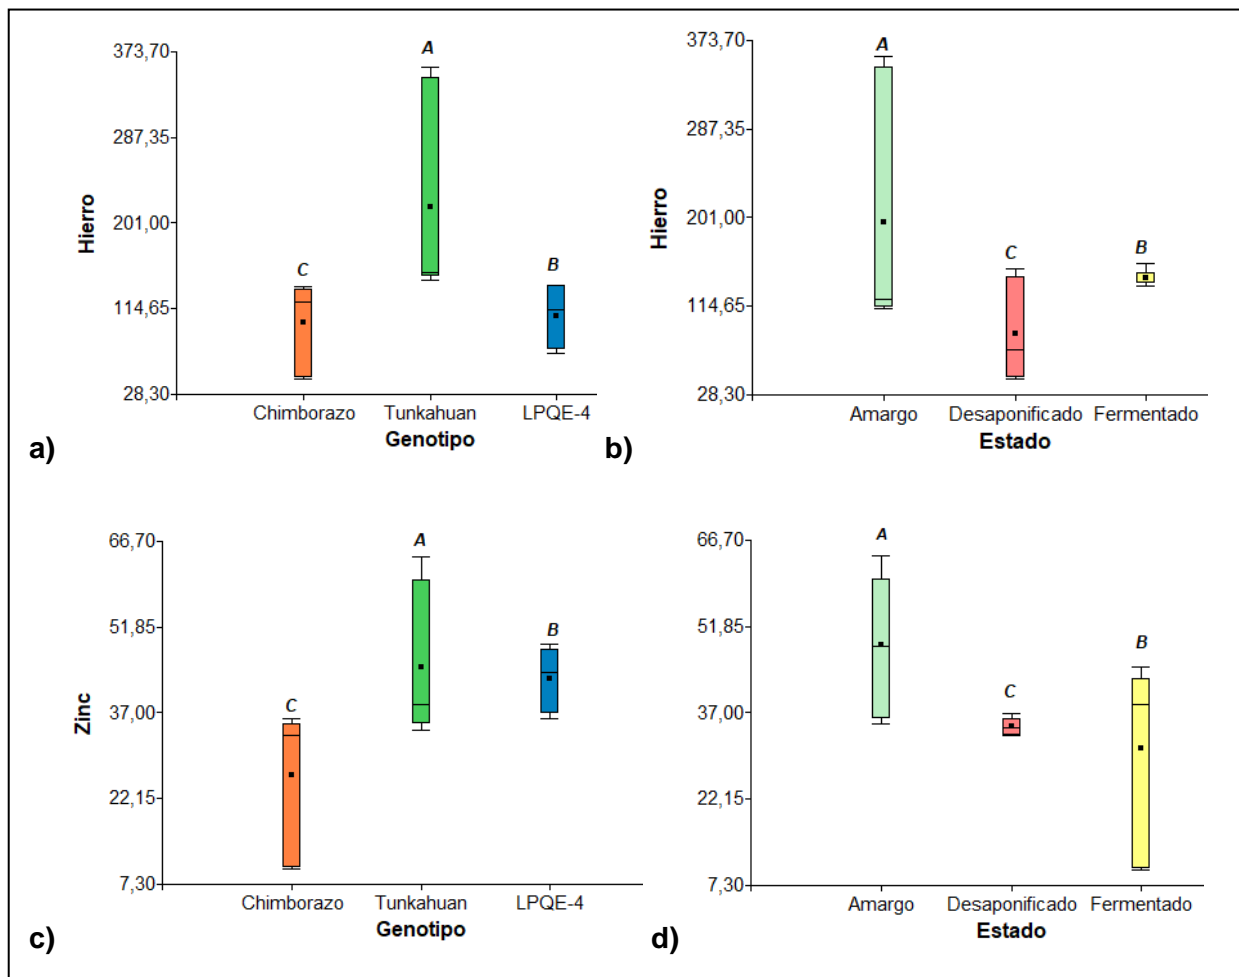 373,70
287,35
201,00
114,65
28,30
Hierro
A
C
B
Chimborazo Tunkahuan LPQE-4
Genotipo
a)
373,70
287,35
201,00
114,65
28,30
Hierro
A
C
B
Amargo Desaponificado Fermentado
Estado
b)
66,70
51,85
37,00
22,15
7,30
Zinc
A
B
C
Chimborazo Tunkahuan LPQE-4
Genotipo
c)
66,70
51,85
37,00
22,15
7,30
A
B
C
Amargo Desaponificado Fermentado
Estado
d)